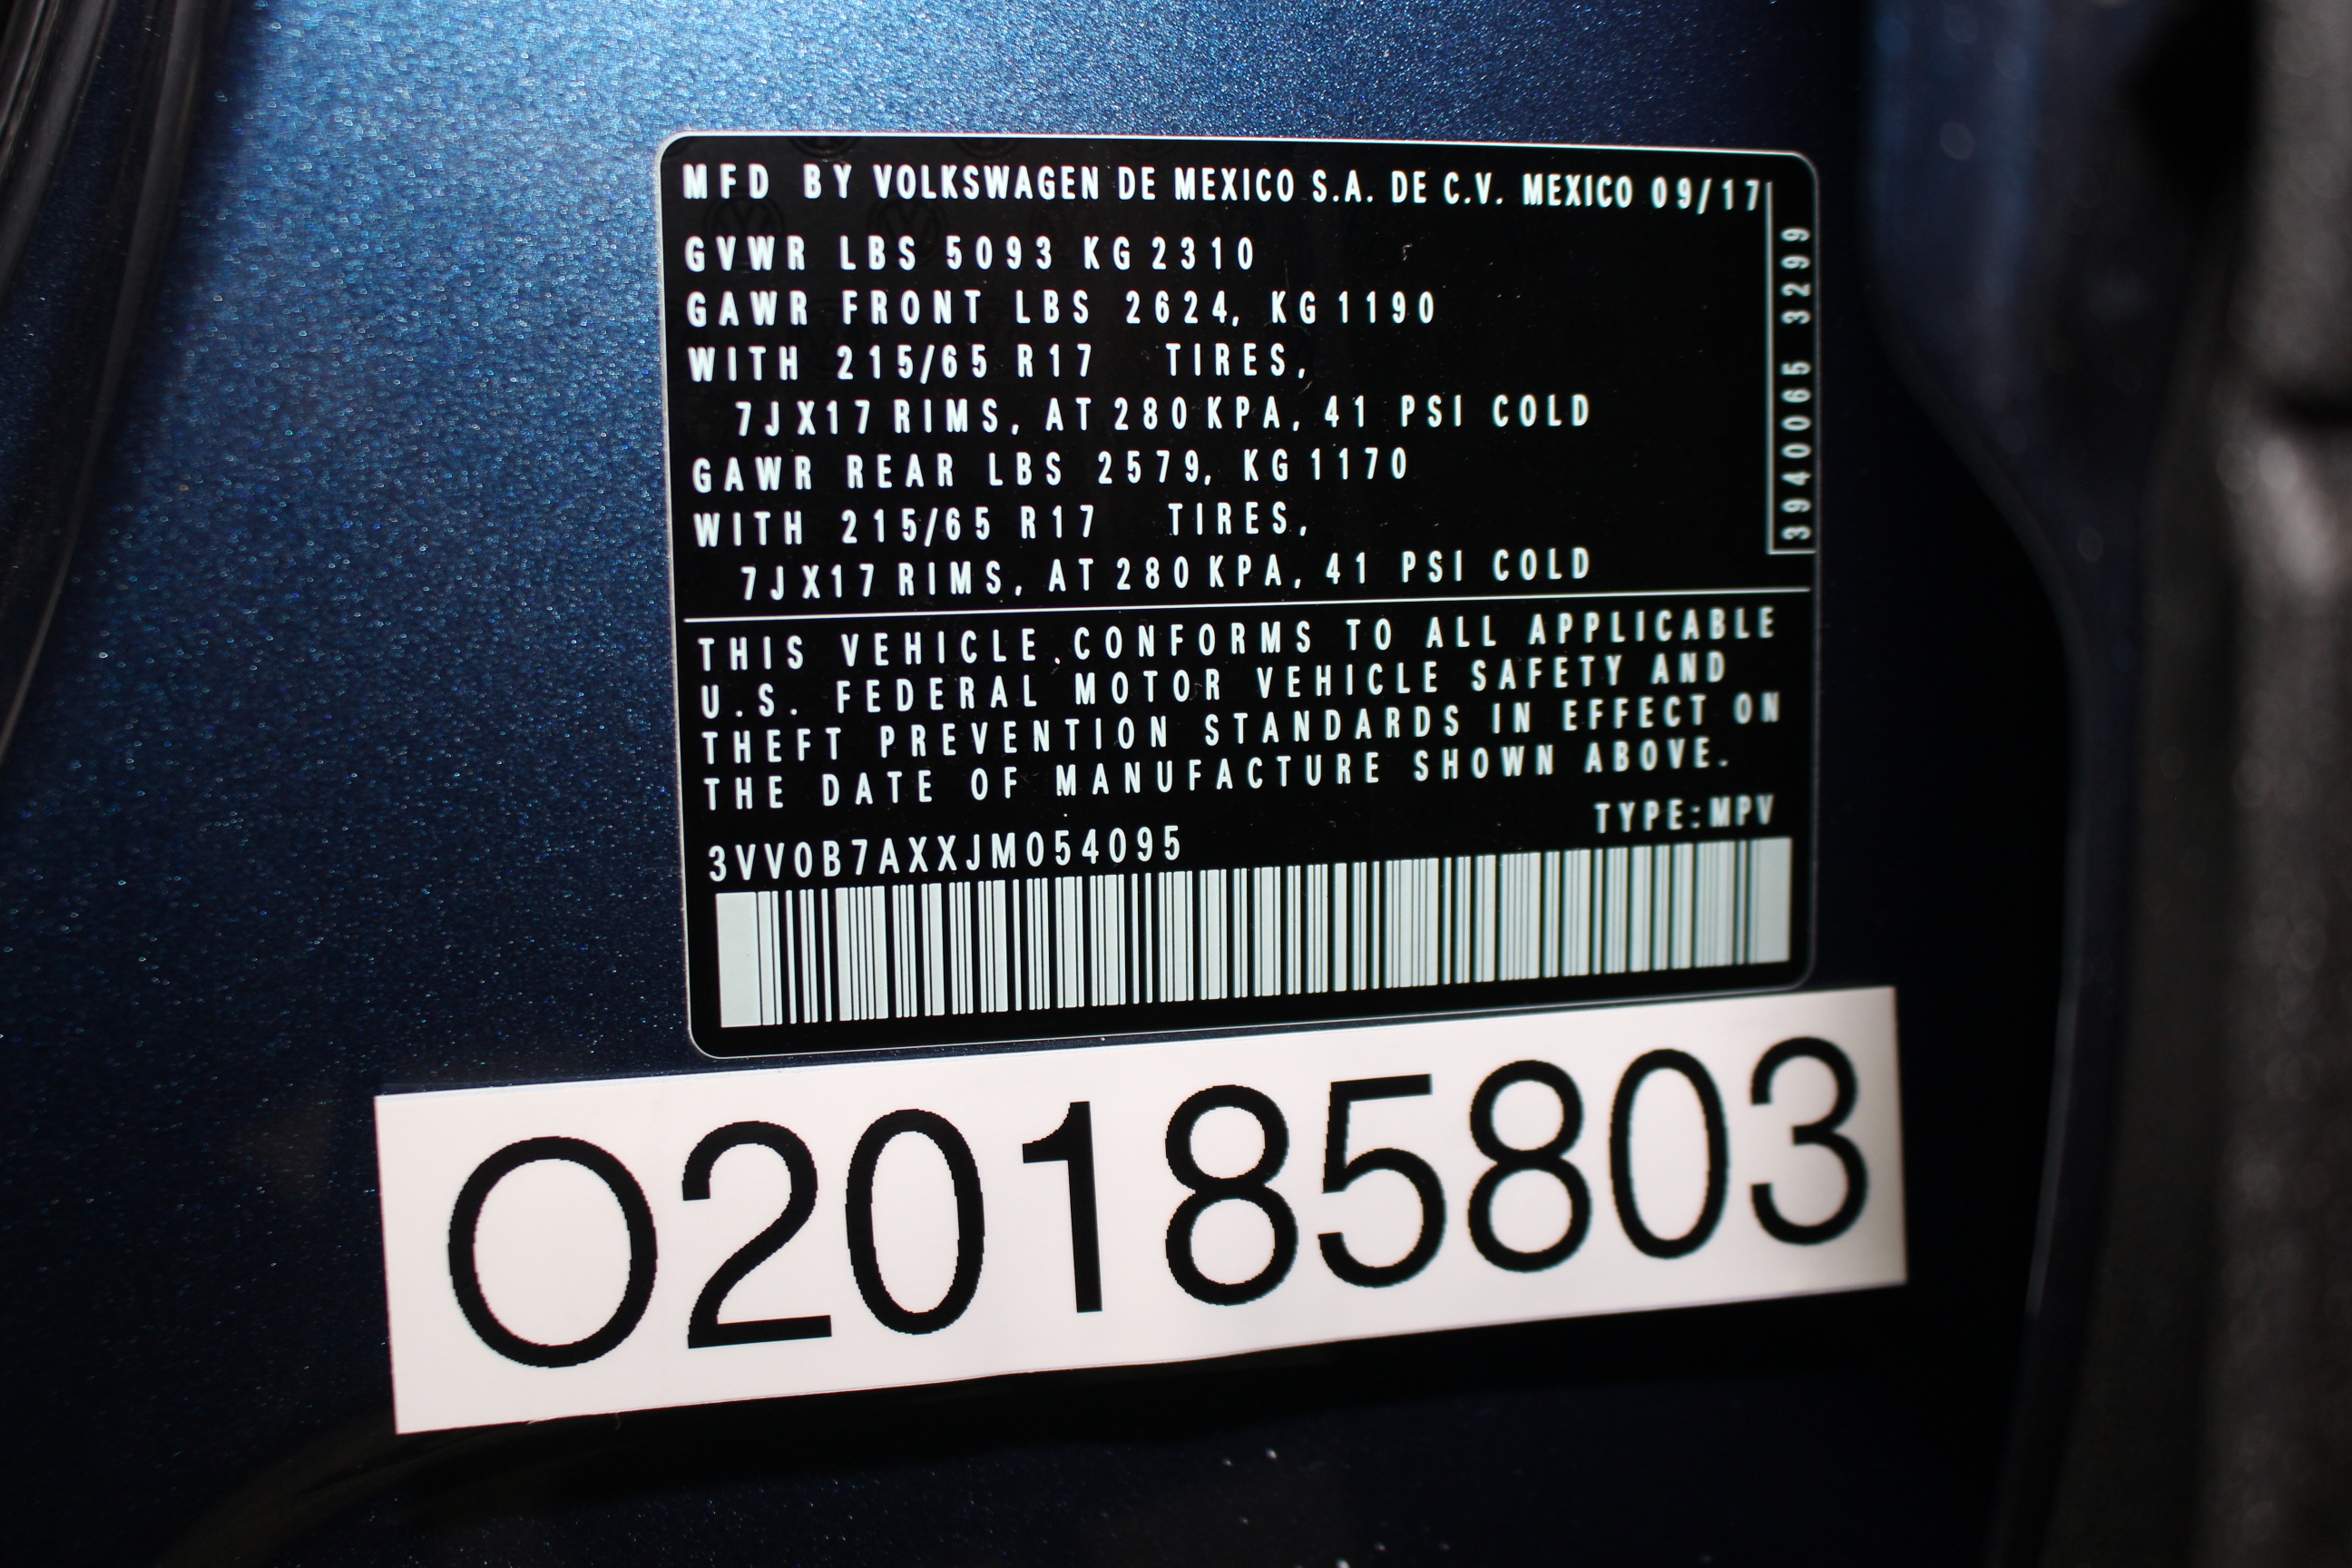 MFD BY VOLKSWAGEN DE MEXICO S.A. DE C.V. MEXICO 09/17
GVWR LBS 5093 KG 2310
GAWR FRONT LBS 2624, KG 1190
WITH 215/65 R17 TIRES,
7JX17 RIMS, AT 280 KPA, 41 PSI COLD
GAWR REAR LBS 2579, KG 1170
WITH 215/65 R17 TIRES,
7JX17 RIMS, AT 280 KPA, 41 PSI COLD
3940065 3299
THIS VEHICLE CONFORMS TO ALL APPLICABLE
U.S. FEDERAL MOTOR VEHICLE SAFETY AND
THEFT PREVENTION STANDARDS IN EFFECT ON
THE DATE OF MANUFACTURE SHOWN ABOVE.
TYPE:MPV
3VV0B7AXXJM054095
O20185803